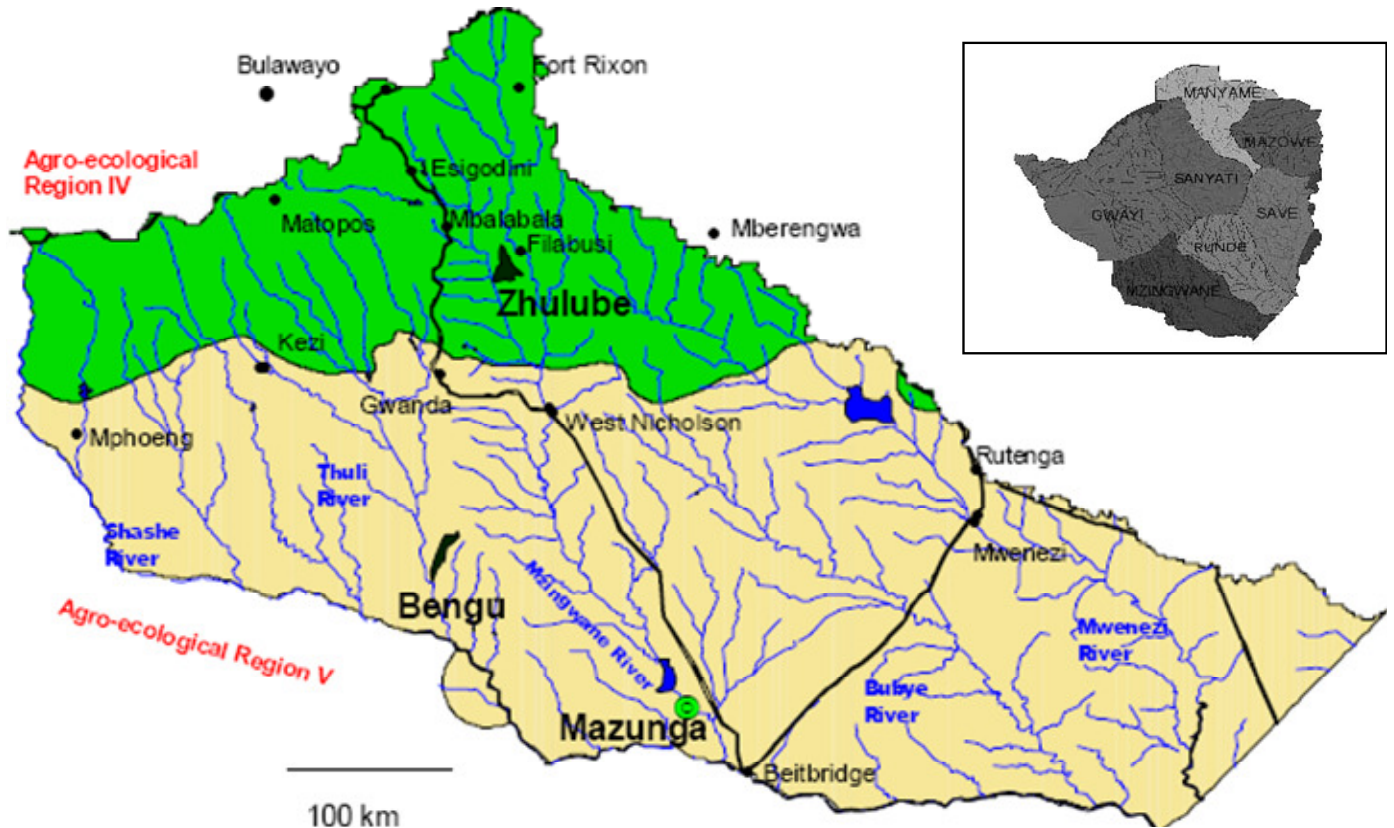 Bulawayo
Fort Rixon
MANYAME
MAZOWE
SANYATI
GWAYI
SAVE
RUNDE
MZINGWANE
Agro-ecological
Region IV
Esigodini
Matopos
Mbalabala
Mberengwa
Filabusi
Zhulube
Kezi
Gwanda
West Nicholson
Mphoeng
Rutenga
Thuli
River
Shashe
River
Mwenezi
Mzingwane River
Bengu
Agro-ecological Region V
Mwenezi
River
Bubye
River
Mazunga
Beitbridge
100 km